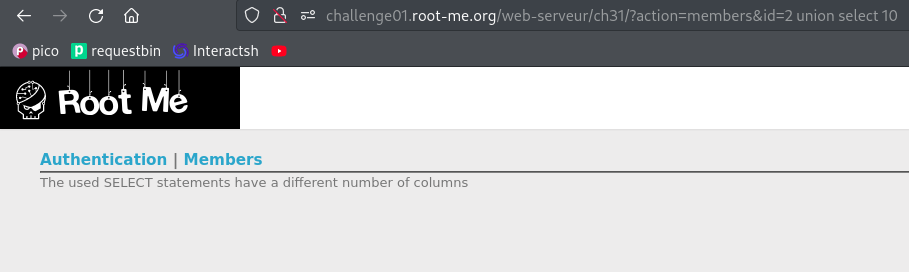 challenge01.root-me.org/web-serveur/ch31/?action=members&id=2 union select 10
pico requestbin Interactsh
Root Me
Authentication | Members
The used SELECT statements have a different number of columns